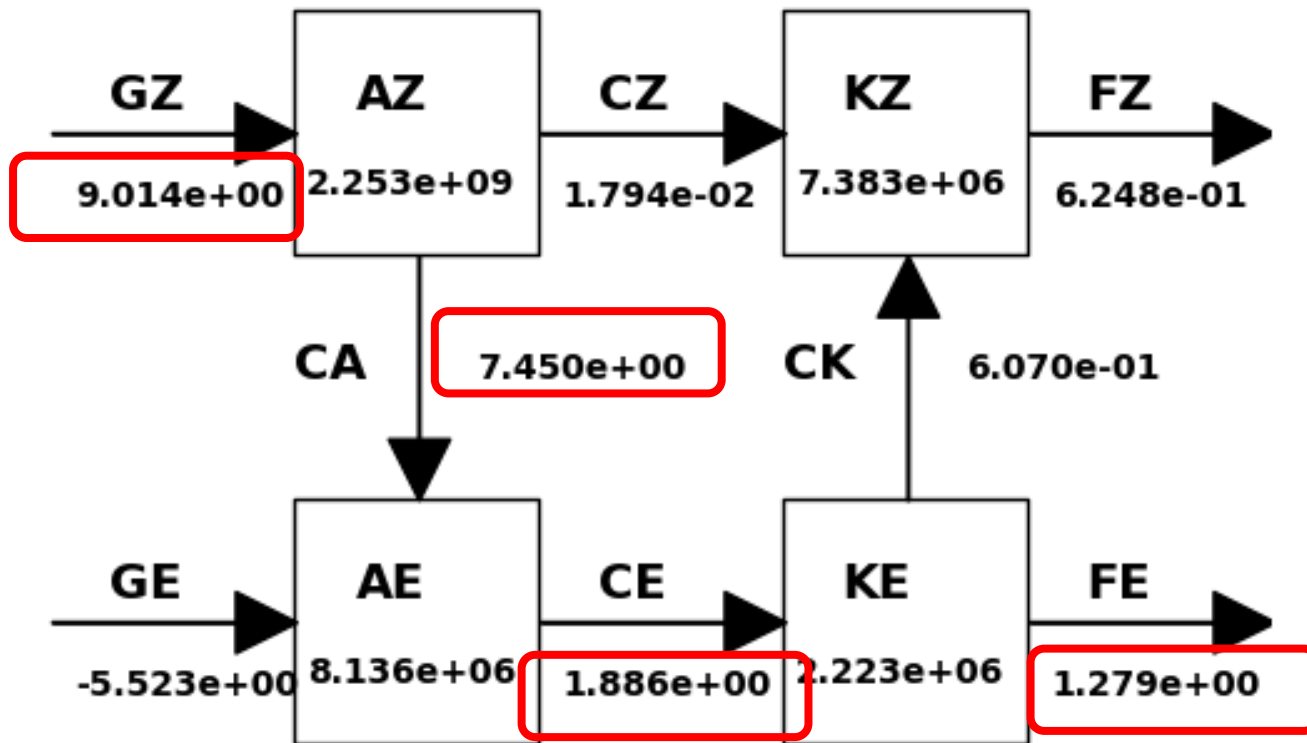 GZ AZ CZ KZ FZ
9.014e+00 2.253e+09 1.794e-02 7.383e+06 6.248e-01
CA 7.450e+00 CK 6.070e-01
GE AE CE KE FE
-5.523e+00 8.136e+06 1.886e+00 2.223e+06 1.279e+00